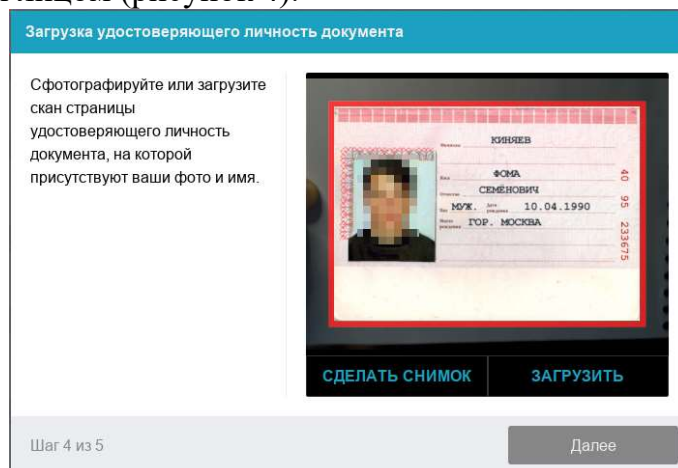 Загрузка удостоверяющего личность документа
Сфотографируйте или загрузите
скан страницы
удостоверяющего личность
документа, на которой
присутствуют ваши фото и имя.
КИНЯЕВ
ФОМА
СЕМЁНОВИЧ
МУЖ. 10.04.1990
ГОР. МОСКВА
40 95 233675
СДЕЛАТЬ СНИМОК ЗАГРУЗИТЬ
Шаг 4 из 5 Далее